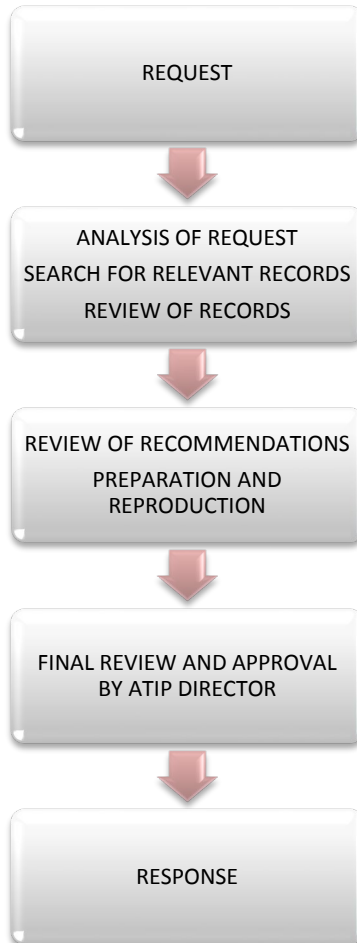 REQUEST
ANALYSIS OF REQUEST
SEARCH FOR RELEVANT RECORDS
REVIEW OF RECORDS
REVIEW OF RECOMMENDATIONS
PREPARATION AND
REPRODUCTION
FINAL REVIEW AND APPROVAL
BY ATIP DIRECTOR
RESPONSE